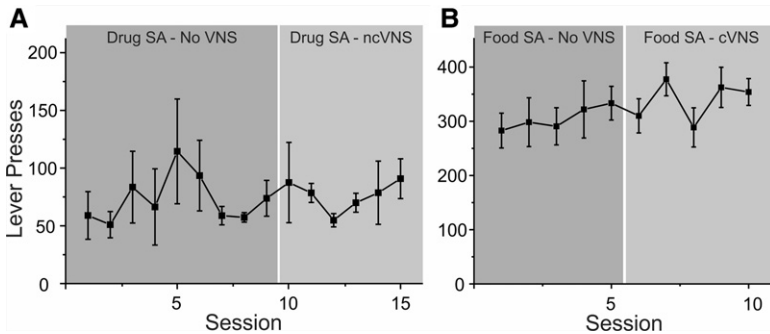 A
Drug SA - No VNS
Drug SA - ncVNS
200
150
100
50
0
Lever Presses
5
10
15
Session
B
Food SA - No VNS
Food SA - cVNS
400
300
200
100
0
5
10
Session